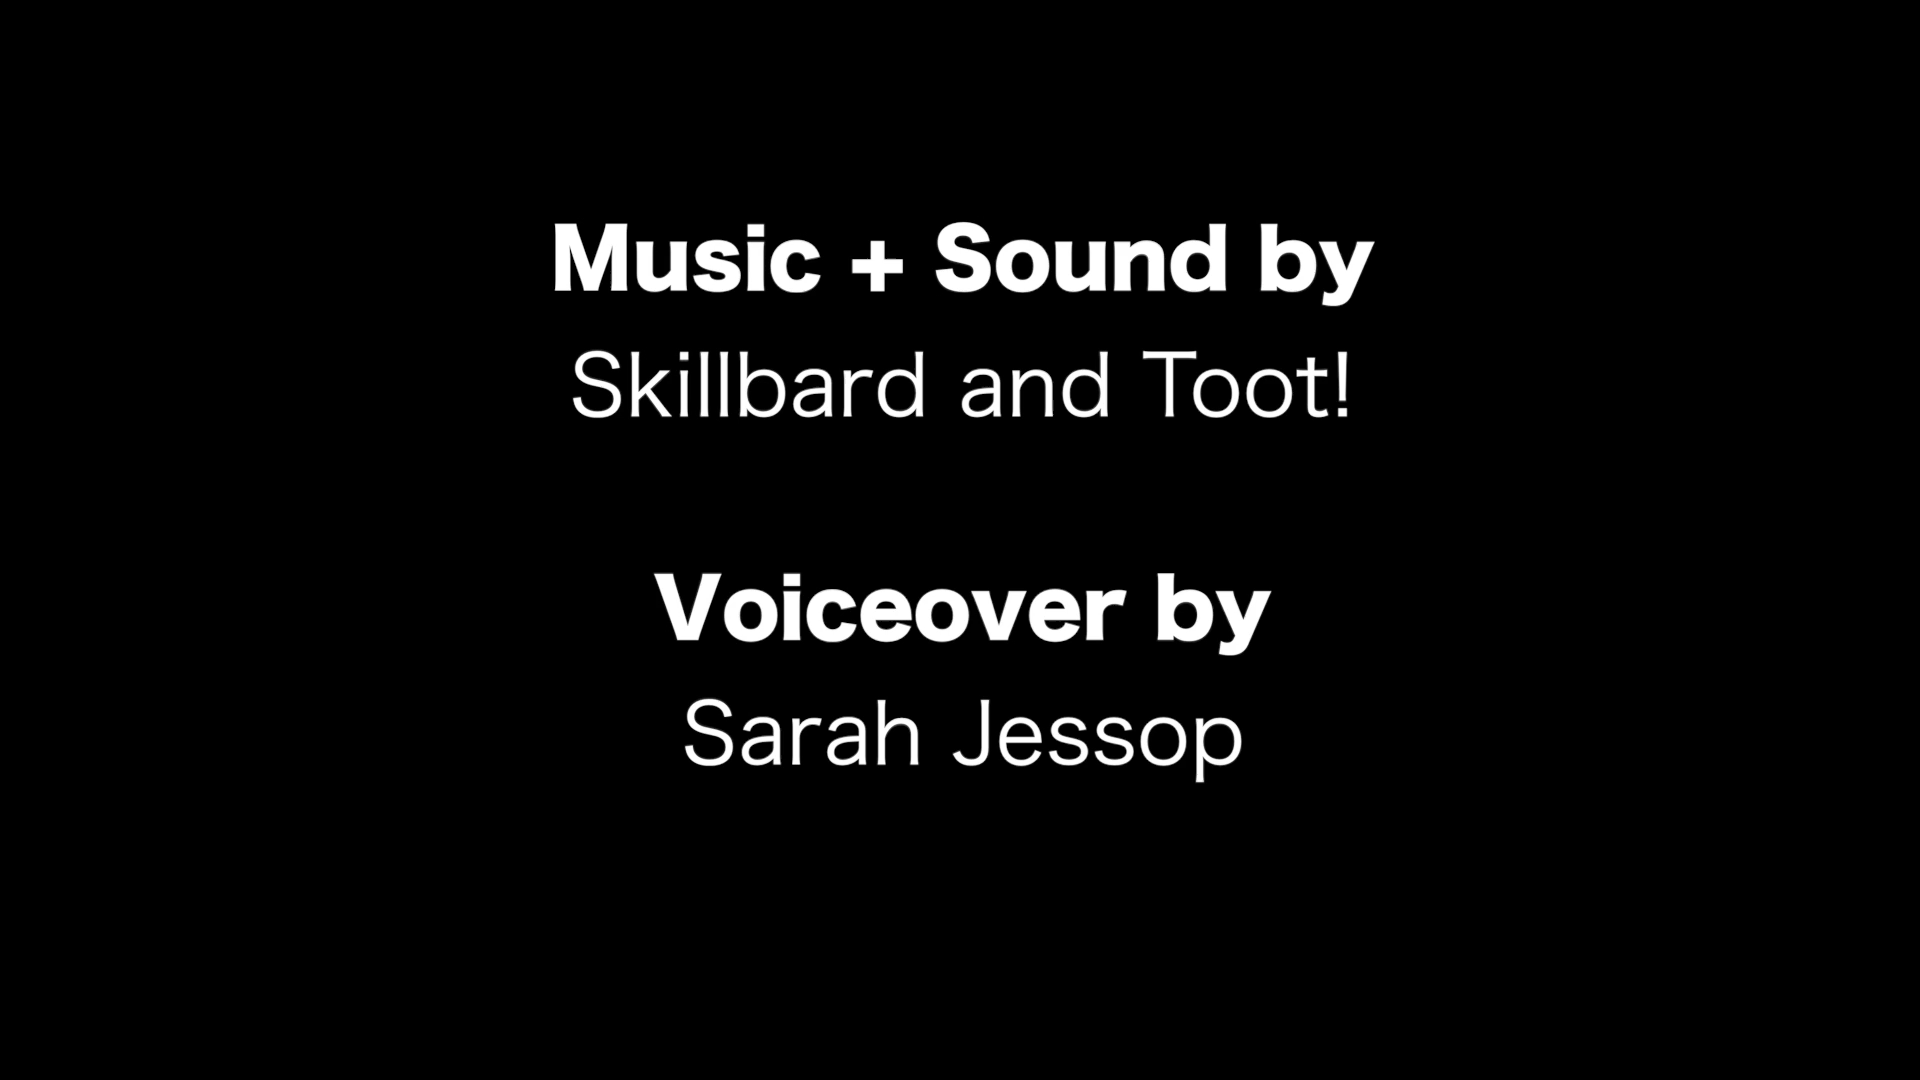 Music + Sound by
Skillbard and Toot!
Voiceover by
Sarah Jessop